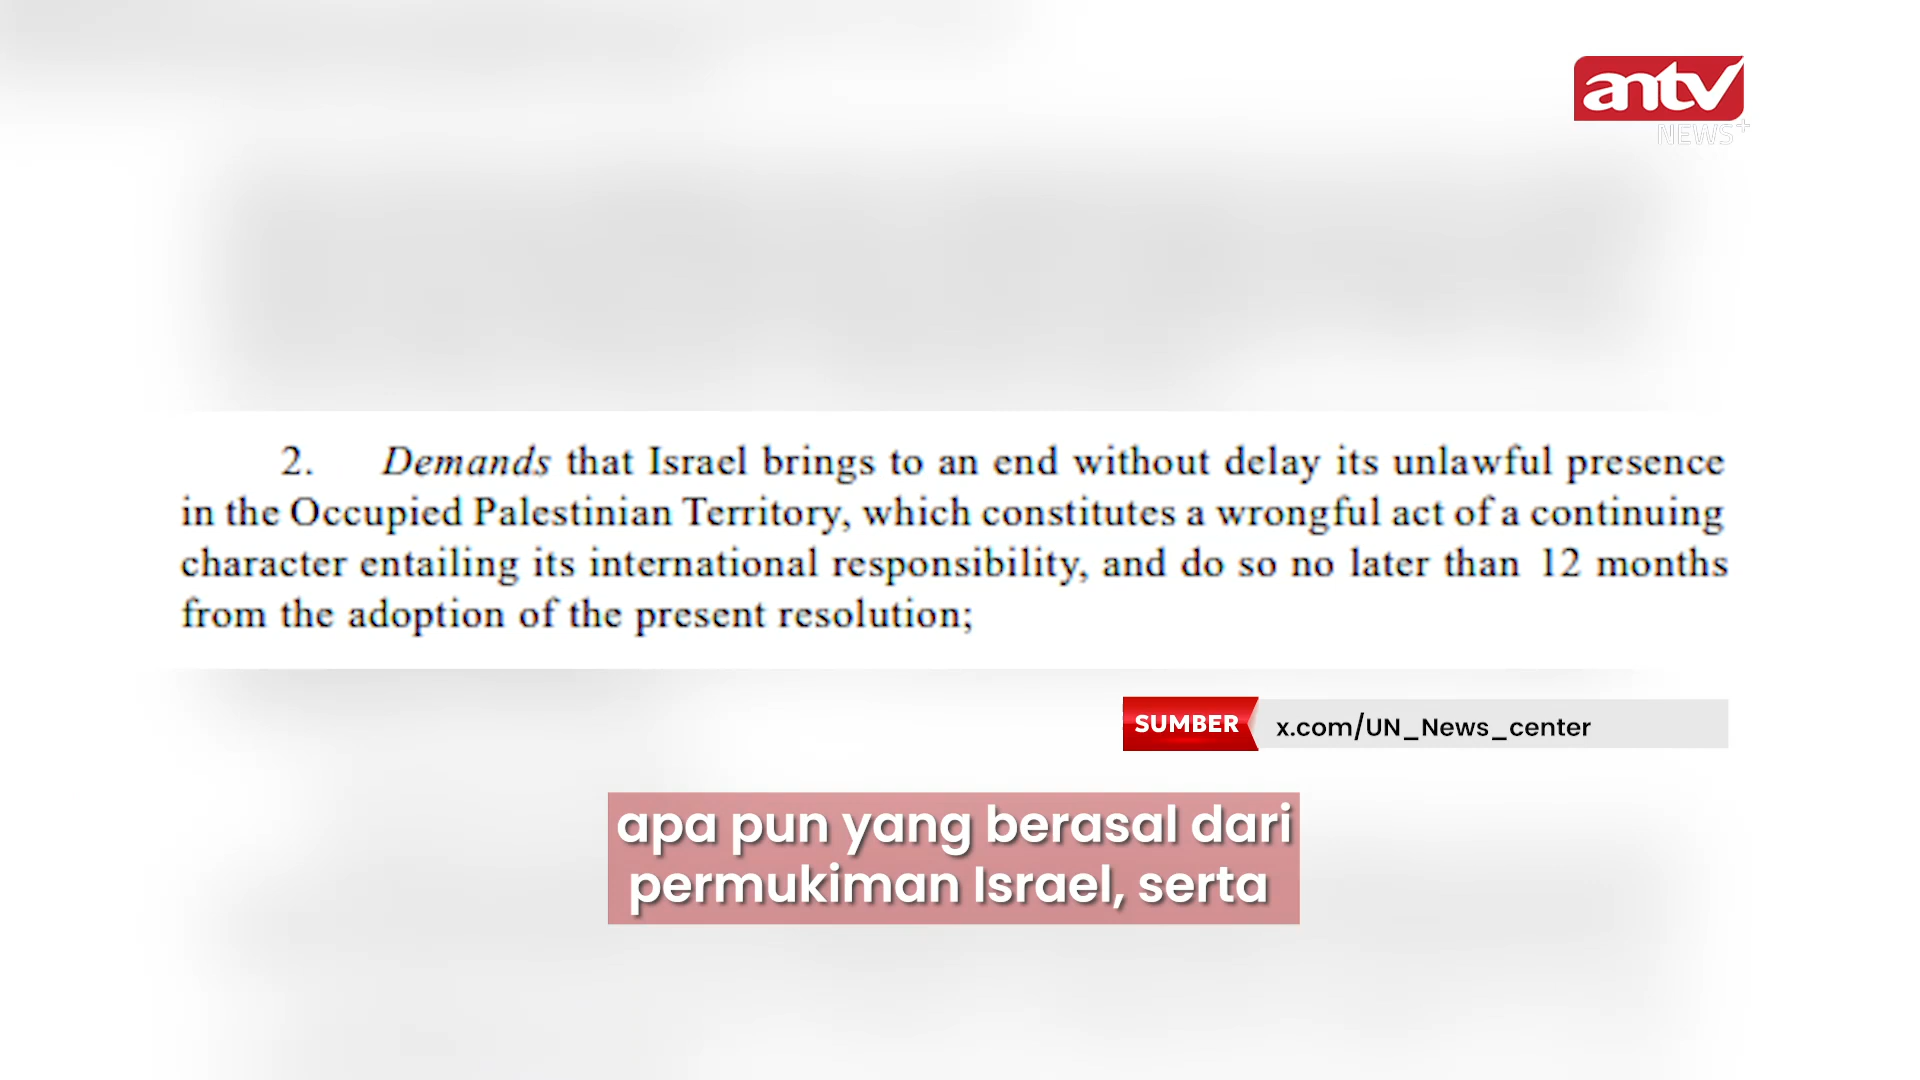 antv
NEWS+
2. Demands that Israel brings to an end without delay its unlawful presence
in the Occupied Palestinian Territory, which constitutes a wrongful act of a continuing
character entailing its international responsibility, and do so no later than 12 months
from the adoption of the present resolution;
SUMBER x.com/UN_News_center
apa pun yang berasal dari
permukiman Israel, serta